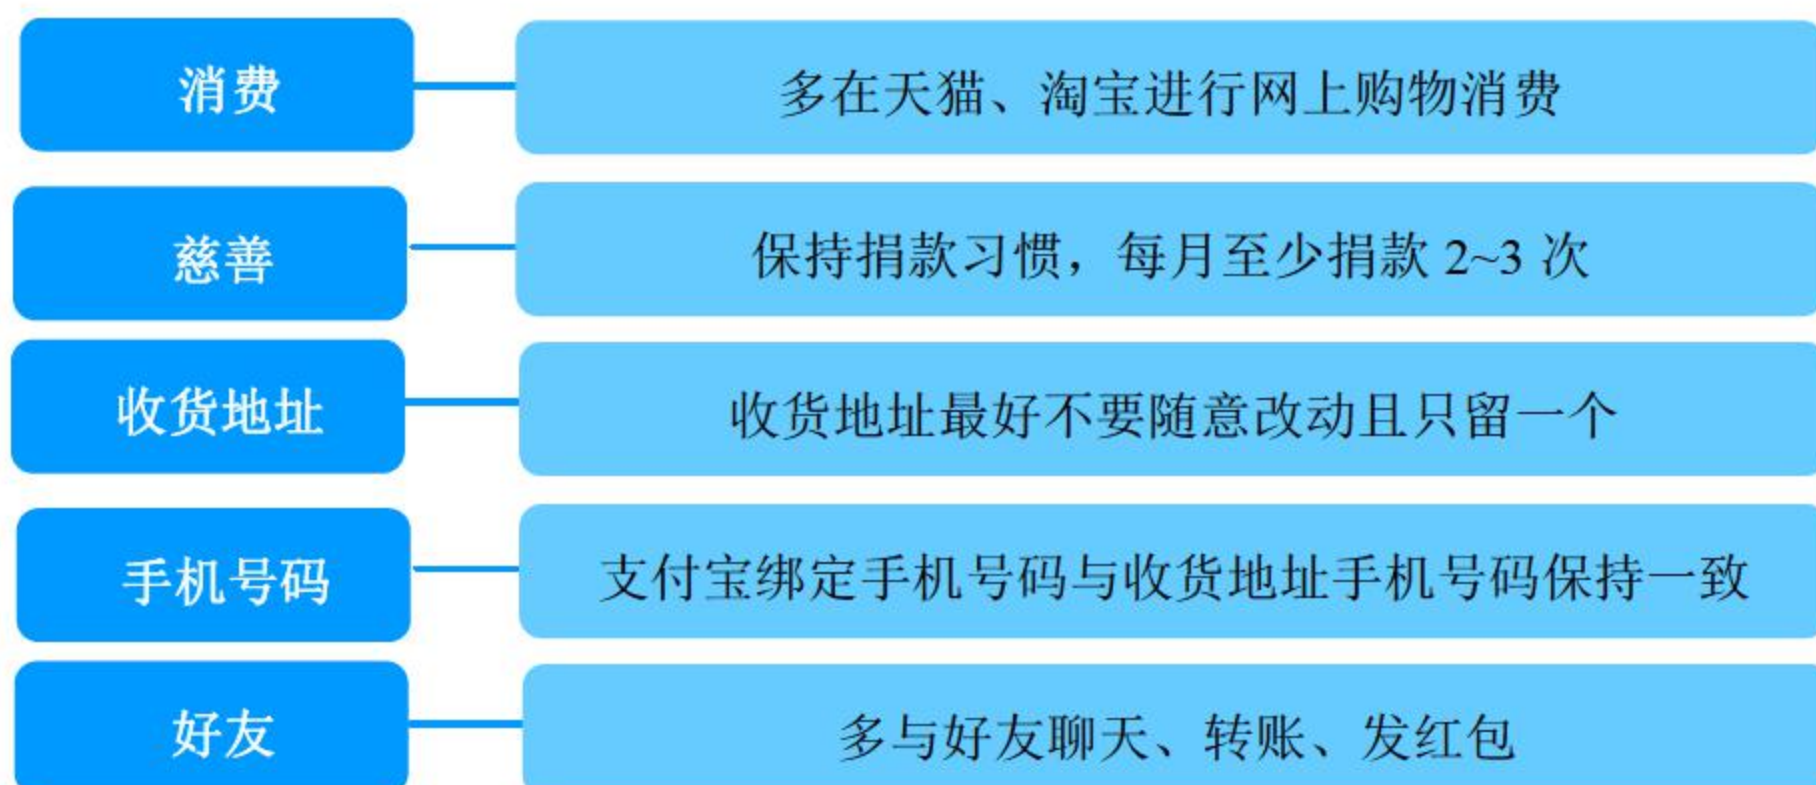 消费
多在天猫、淘宝进行网上购物消费
慈善
保持捐款习惯，每月至少捐款 2~3 次
收货地址
收货地址最好不要随意改动且只留一个
手机号码
支付宝绑定手机号码与收货地址手机号码保持一致
好友
多与好友聊天、转账、发红包